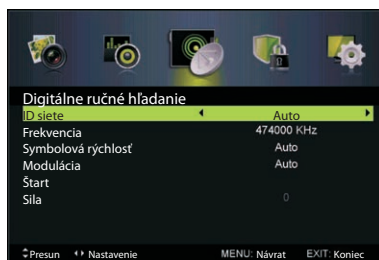 Digitálne ručné hľadanie
ID siete Auto
Frekvencia 474000 KHz
Symbolová rýchlosť Auto
Modulácia Auto
Štart
Sila 0
Presun Nastavenie MENU: Návrat EXIT: Koniec